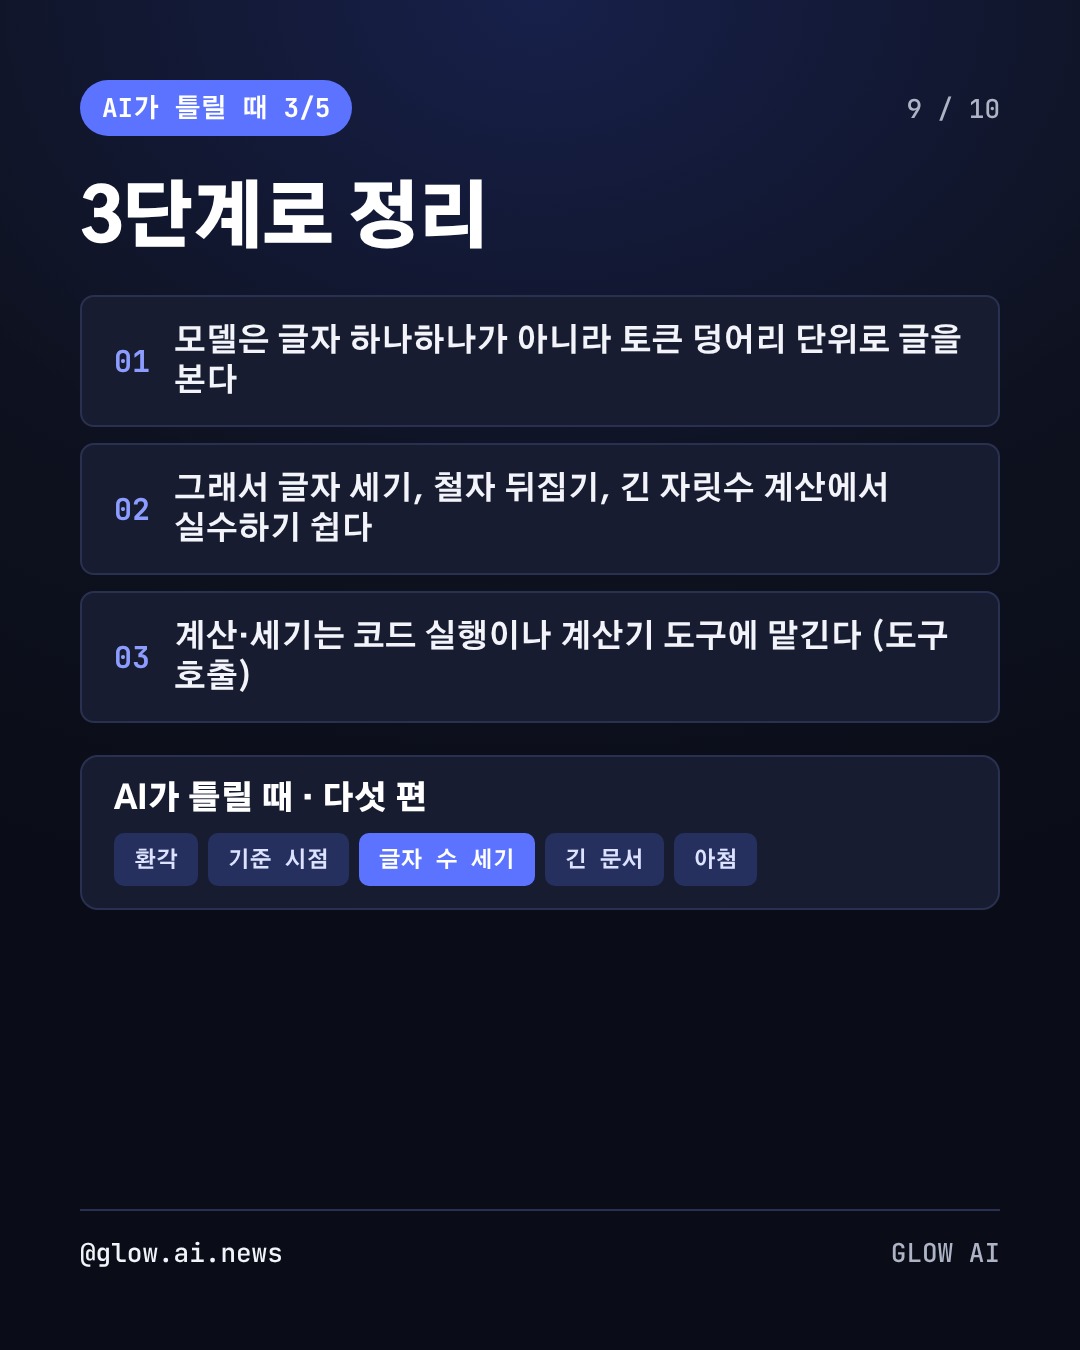 AI가 틀릴 때 3/5
9 / 10
3단계로 정리
01
모델은 글자 하나하나가 아니라 토큰 덩어리 단위로 글을
본다
02
그래서 글자 세기, 철자 뒤집기, 긴 자릿수 계산에서
실수하기 쉽다
03
계산·세기는 코드 실행이나 계산기 도구에 맡긴다 (도구
호출)
AI가 틀릴 때 · 다섯 편
환각 기준 시점 글자 수 세기 긴 문서 아첨
@glow.ai.news
GLOW AI